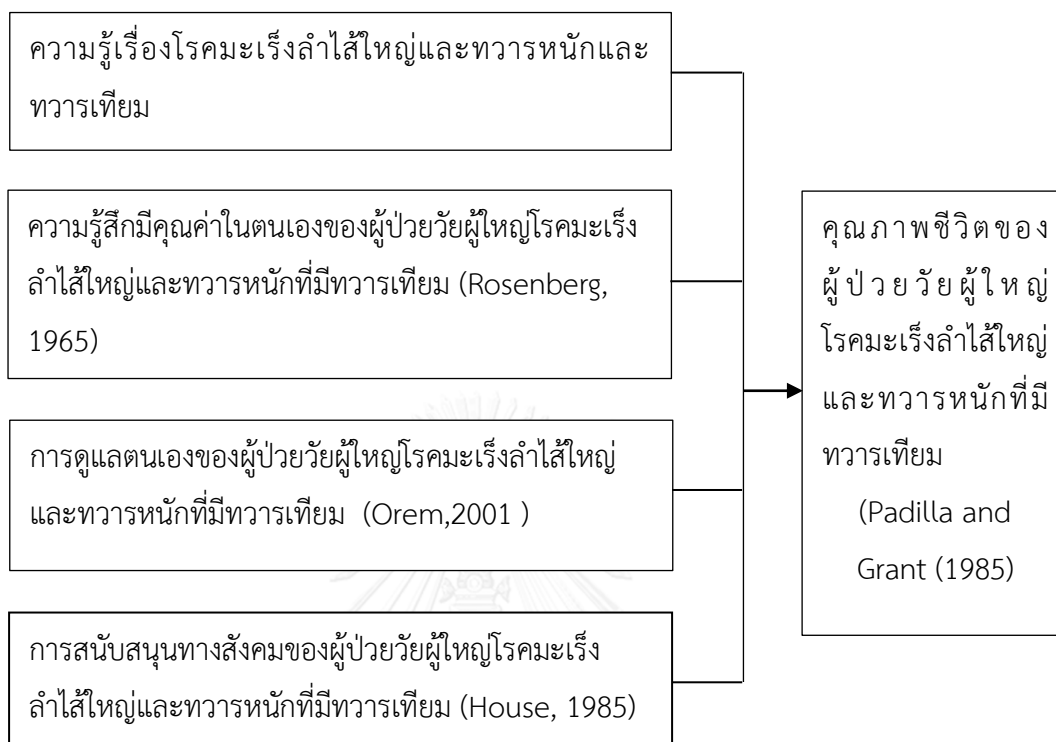 ความรู้เรื่องโรคมะเร็งลำไส้ใหญ่และทวารหนักและ
ทวารเทียม
ความรู้สึกมีคุณค่าในตนเองของผู้ป่วยวัยผู้ใหญ่โรคมะเร็ง
ลำไส้ใหญ่และทวารหนักที่มีทวารเทียม (Rosenberg,
1965)
การดูแลตนเองของผู้ป่วยวัยผู้ใหญ่โรคมะเร็งลำไส้ใหญ่
และทวารหนักที่มีทวารเทียม (Orem,2001 )
การสนับสนุนทางสังคมของผู้ป่วยวัยผู้ใหญ่โรคมะเร็ง
ลำไส้ใหญ่และทวารหนักที่มีทวารเทียม (House, 1985)
คุณภาพชีวิตของ
ผู้ป่วยวัยผู้ใหญ่
โรคมะเร็งลำไส้ใหญ่
และทวารหนักที่มี
ทวารเทียม
(Padilla and
Grant (1985)